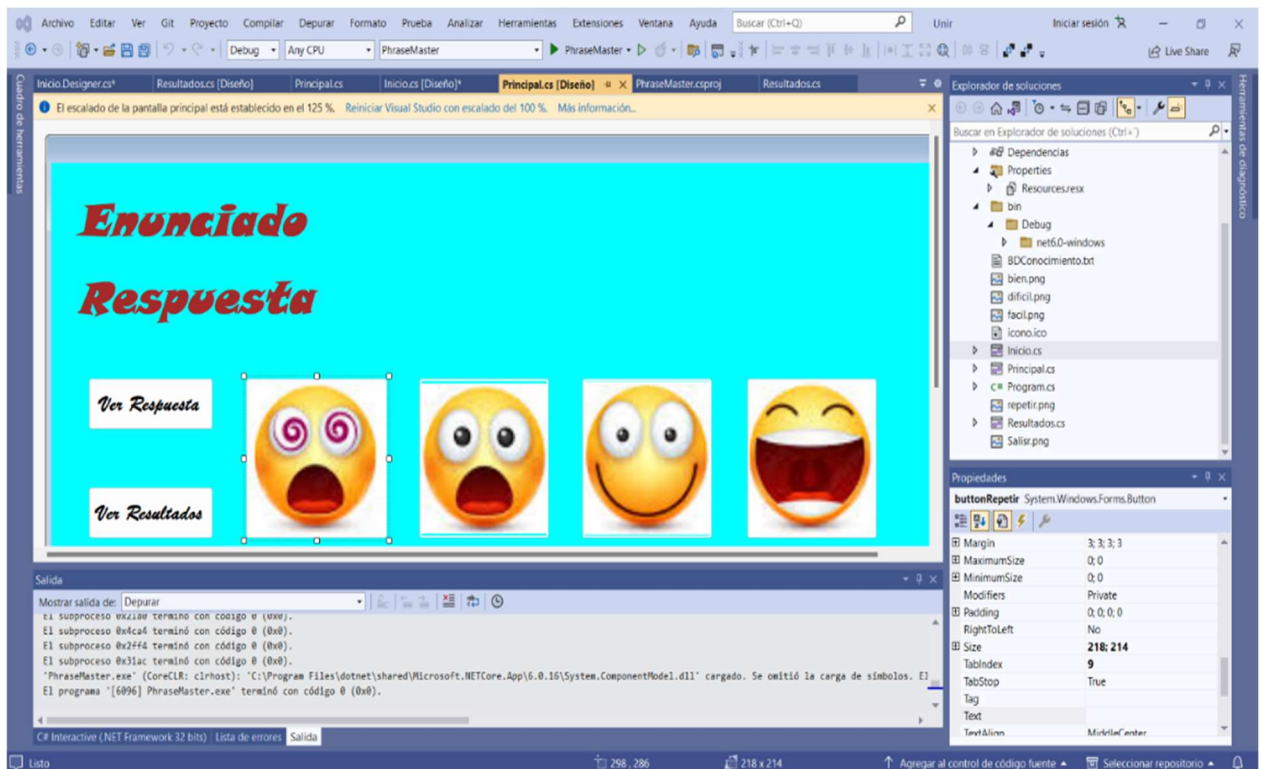 Archivo Editar Ver Git Proyecto Compilar Depurar Formato Prueba Analizar Herramientas Extensiones Ventana Ayuda Buscar (Ctrl+Q) Unir Iniciar sesión
Debug Any CPU PhraseMaster PhraseMaster Live Share
Inicio.Designer.cs* Resultados.cs [Diseño] Principal.cs Inicio.cs [Diseño]* Principal.cs [Diseño] PhraseMaster.csproj Resultados.cs
El escalado de la pantalla principal está establecido en el 125 %. Reiniciar Visual Studio con escalado del 100 %. Más información...
Cuadro de herramientas
Enunciado
Respuesta
Ver Respuesta
Ver Resultados
Explorador de soluciones
Buscar en Explorador de soluciones (Ctrl+´)
Dependencias
Properties
Resources.resx
bin
Debug
net6.0-windows
BDConocimiento.txt
bien.png
dificil.png
facil.png
icono.ico
Inicio.cs
Principal.cs
C# Program.cs
repetir.png
Resultados.cs
Salisr.png
Herramientas de diagnóstico
Propiedades
buttonRepetir System.Windows.Forms.Button
Margin 3; 3; 3; 3
MaximumSize 0; 0
MinimumSize 0; 0
Modifiers Private
Padding 0; 0; 0; 0
RightToLeft No
Size 218; 214
TabIndex 9
TabStop True
Tag
Text
TextAlign MiddleCenter
Salida
Mostrar salida de: Depurar
El subproceso 0x21a0 terminó con código 0 (0x0).
El subproceso 0x4ca4 terminó con código 0 (0x0).
El subproceso 0x2ff4 terminó con código 0 (0x0).
El subproceso 0x31ac terminó con código 0 (0x0).
'PhraseMaster.exe' (CoreCLR: clrhost): 'C:\Program Files\dotnet\shared\Microsoft.NETCore.App\6.0.16\System.ComponentModel.dll' cargado. Se omitió la carga de símbolos. El
El programa '[6096] PhraseMaster.exe' terminó con código 0 (0x0).
C# Interactive (.NET Framework 32 bits) Lista de errores Salida
Listo 298 , 286 218 x 214 Agregar al control de código fuente Seleccionar repositorio